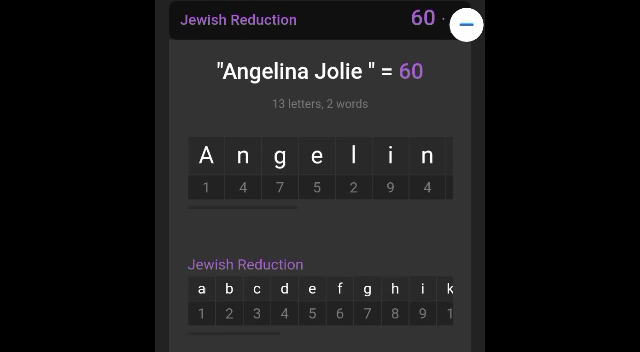 Jewish Reduction 60 ·
"Angelina Jolie " = 60
13 letters, 2 words
A n g e l i n
1 4 7 5 2 9 4
Jewish Reduction
a b c d e f g h i k
1 2 3 4 5 6 7 8 9 1